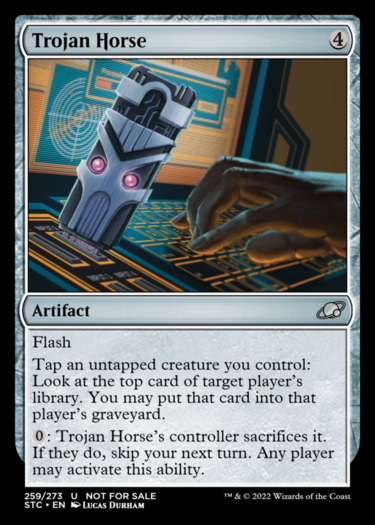 Trojan Horse 4
Artifact
Flash
Tap an untapped creature you control:
Look at the top card of target player's
library. You may put that card into that
player's graveyard.
0: Trojan Horse's controller sacrifices it.
If they do, skip your next turn. Any player
may activate this ability.
259/273 U NOT FOR SALE
STC • EN LUCAS DURHAM
™ & © 2022 Wizards of the Coast